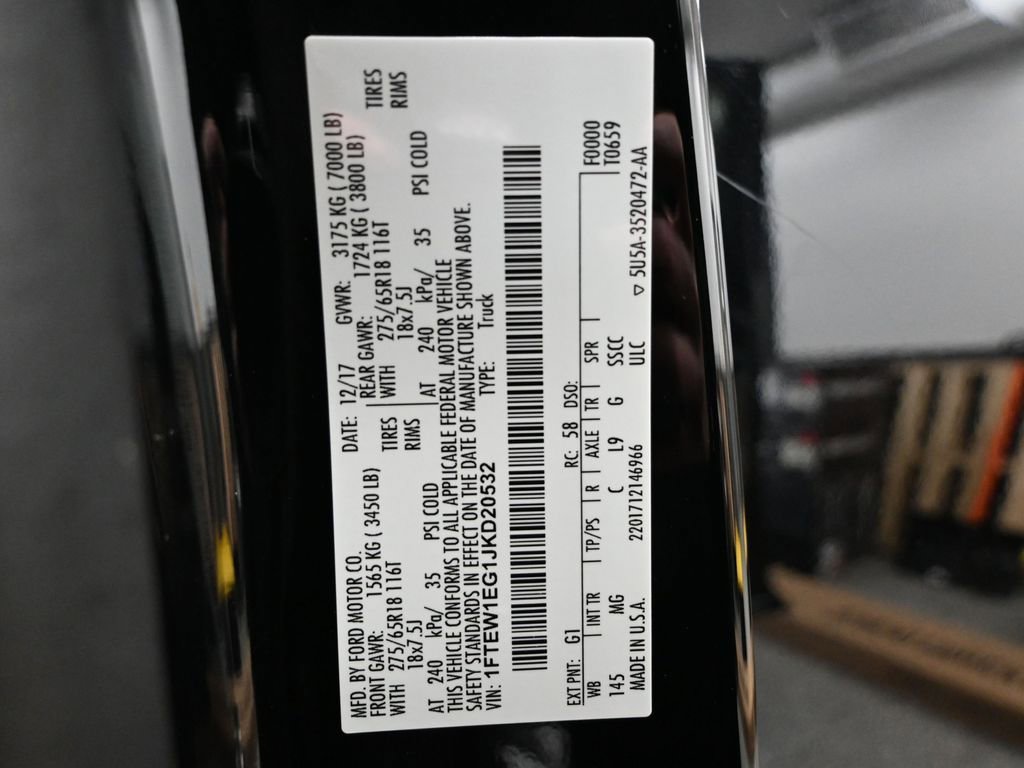 MFD. BY FORD MOTOR CO. DATE: 12/17 GVWR: 3175 KG ( 7000 LB)
FRONT GAWR: 1565 KG ( 3450 LB) REAR GAWR: 1724 KG ( 3800 LB)
WITH 275/65R18 116T TIRES WITH 275/65R18 116T TIRES
18x7.5J RIMS 18x7.5J RIMS
AT 240 kPa/ 35 PSI COLD AT 240 kPa/ 35 PSI COLD
THIS VEHICLE CONFORMS TO ALL APPLICABLE FEDERAL MOTOR VEHICLE
SAFETY STANDARDS IN EFFECT ON THE DATE OF MANUFACTURE SHOWN ABOVE.
VIN: 1FTEW1EG1JKD20532 TYPE: Truck
EXT PNT: G1 RC: 58 DSO: F0000
WB INT TR TP/PS R AXLE TR SPR T0659
145 MG C L9 G SSCC
MADE IN U.S.A. 2201712146966 ULC ▽ 5U5A-3520472-AA